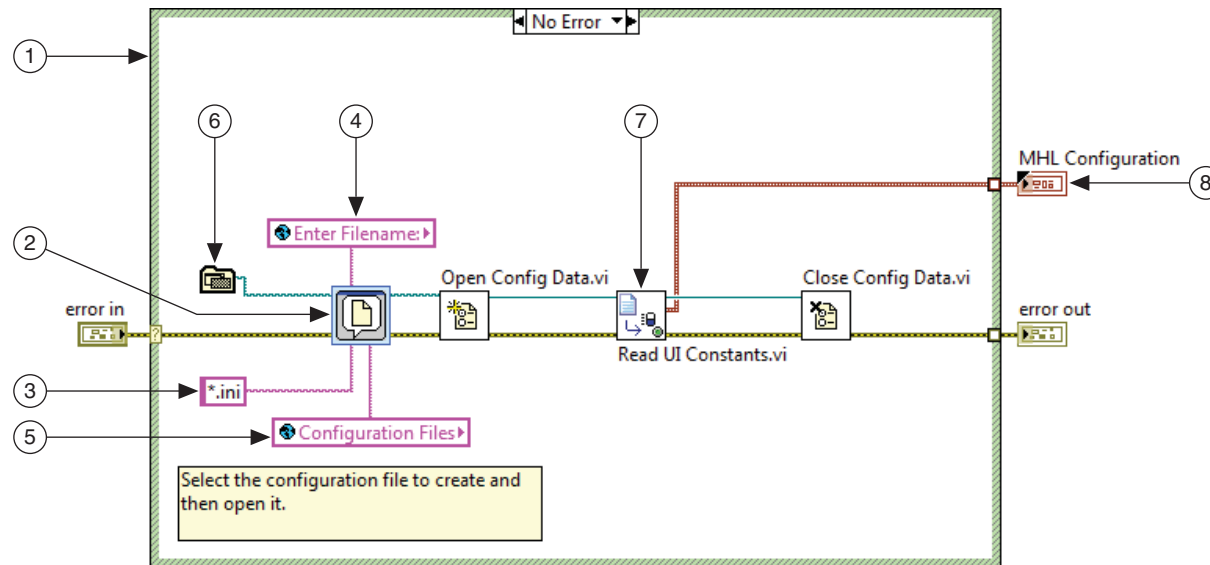 No Error
1
6
4
7
MHL Configuration
8
Enter Filename:
2
Open Config Data.vi
Close Config Data.vi
error in
?
error out
Read UI Constants.vi
3
*.ini
5
Configuration Files
Select the configuration file to create and
then open it.